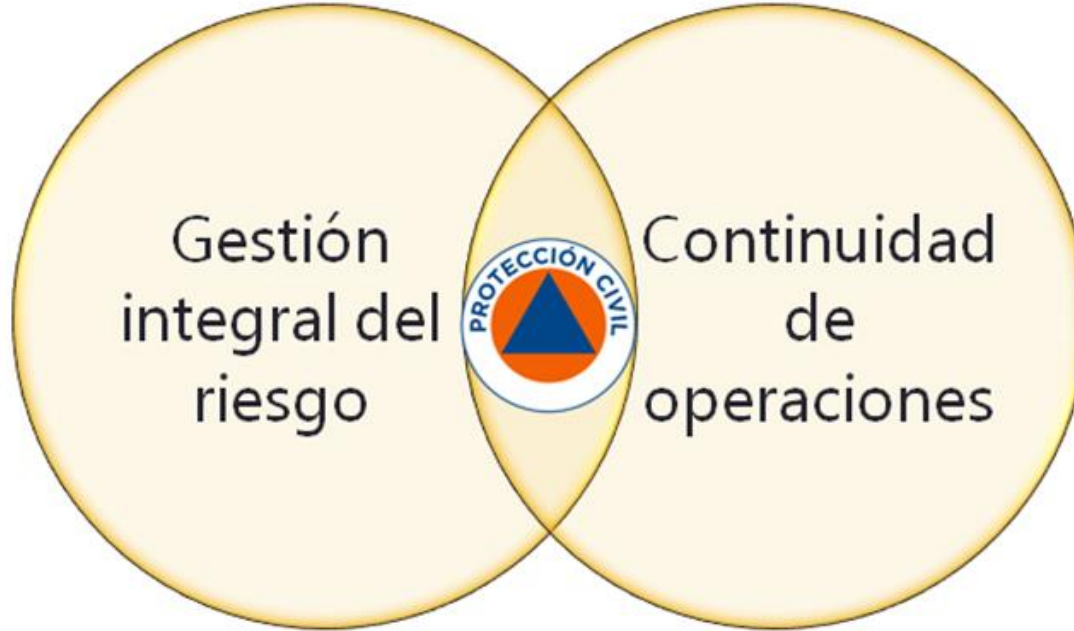 Gestión
integral del
riesgo
PROTECCIÓN CIVIL
Continuidad
de
operaciones